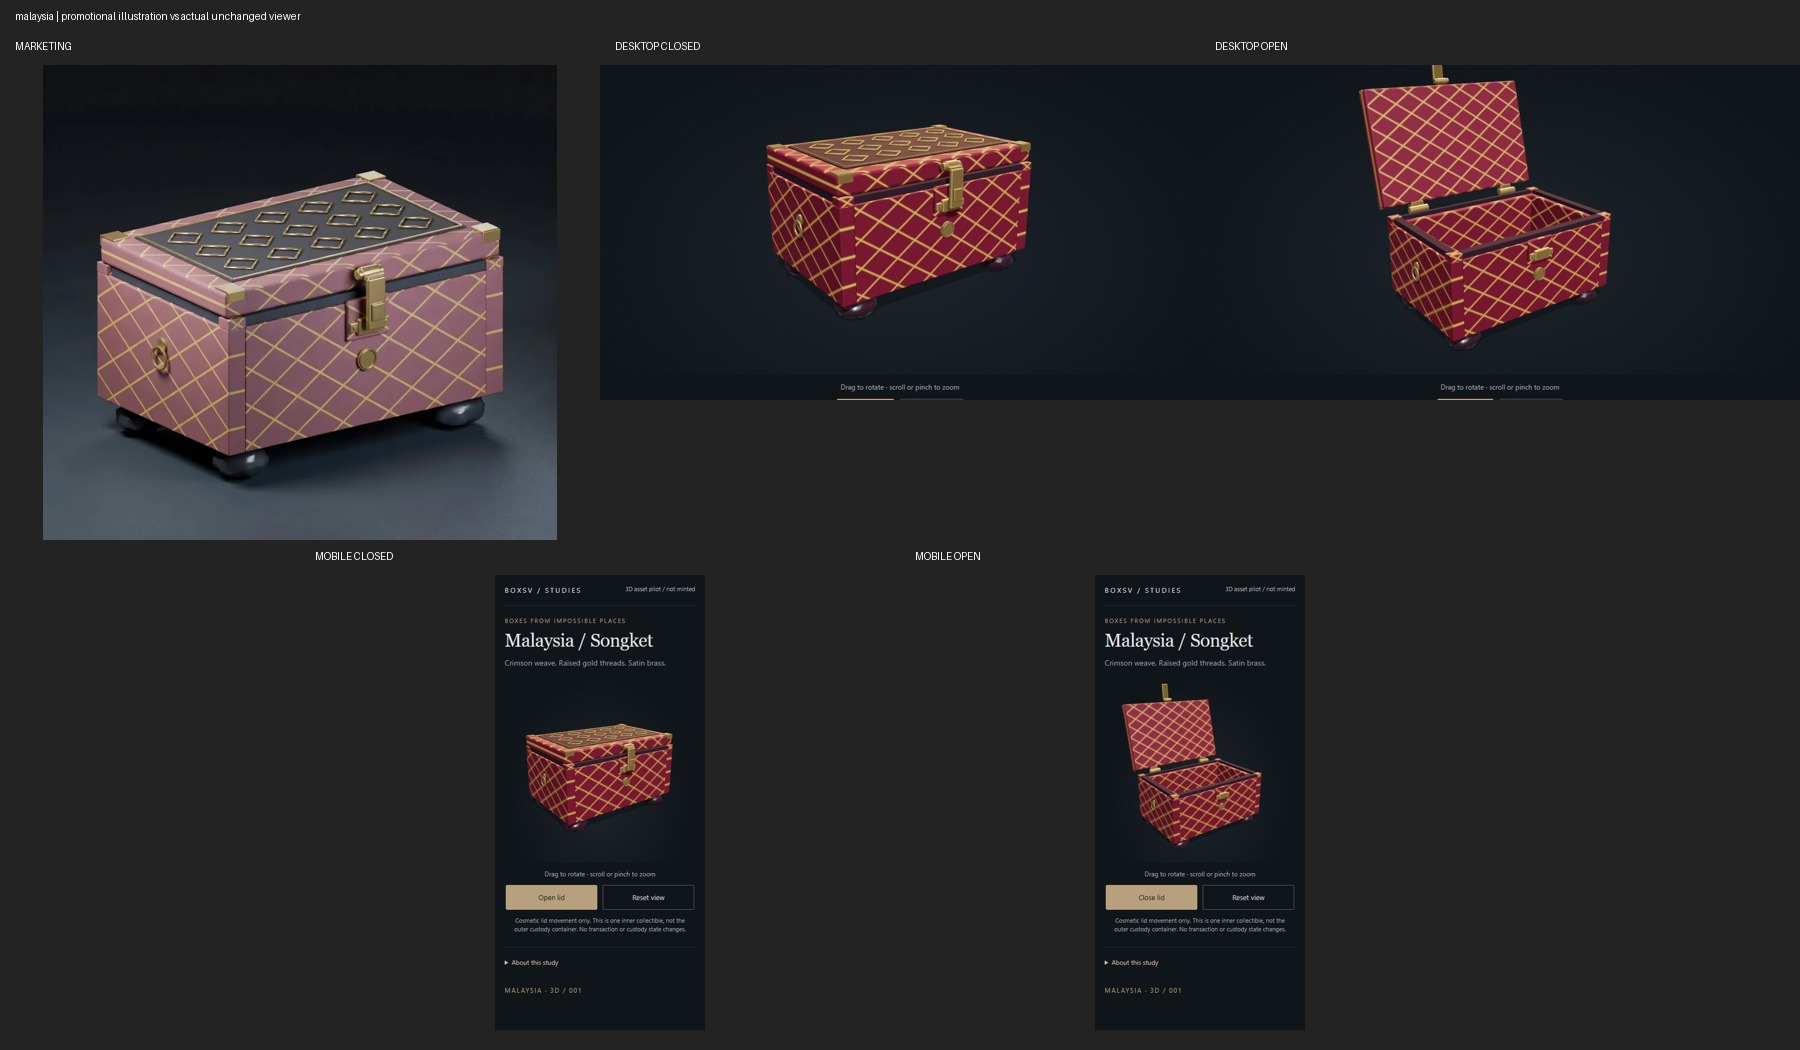 malaysia | promotional illustration vs actual unchanged viewer
MARKETING
DESKTOP CLOSED
DESKTOP OPEN
Drag to rotate · scroll or pinch to zoom
Drag to rotate · scroll or pinch to zoom
MOBILE CLOSED
MOBILE OPEN
BOXSV / STUDIES
3D asset pilot / not minted
BOXES FROM IMPOSSIBLE PLACES
Malaysia / Songket
Crimson weave. Raised gold threads. Satin brass.
Drag to rotate · scroll or pinch to zoom
Open lid
Reset view
Cosmetic lid movement only. This is one inner collectible, not the
outer custody container. No transaction or custody state changes.
▸ About this study
MALAYSIA - 3D / 001
BOXSV / STUDIES
3D asset pilot / not minted
BOXES FROM IMPOSSIBLE PLACES
Malaysia / Songket
Crimson weave. Raised gold threads. Satin brass.
Drag to rotate · scroll or pinch to zoom
Close lid
Reset view
Cosmetic lid movement only. This is one inner collectible, not the
outer custody container. No transaction or custody state changes.
▸ About this study
MALAYSIA - 3D / 001